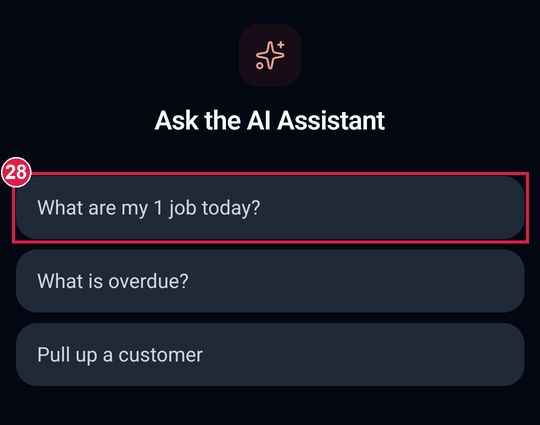 Ask the AI Assistant
28
What are my 1 job today?
What is overdue?
Pull up a customer